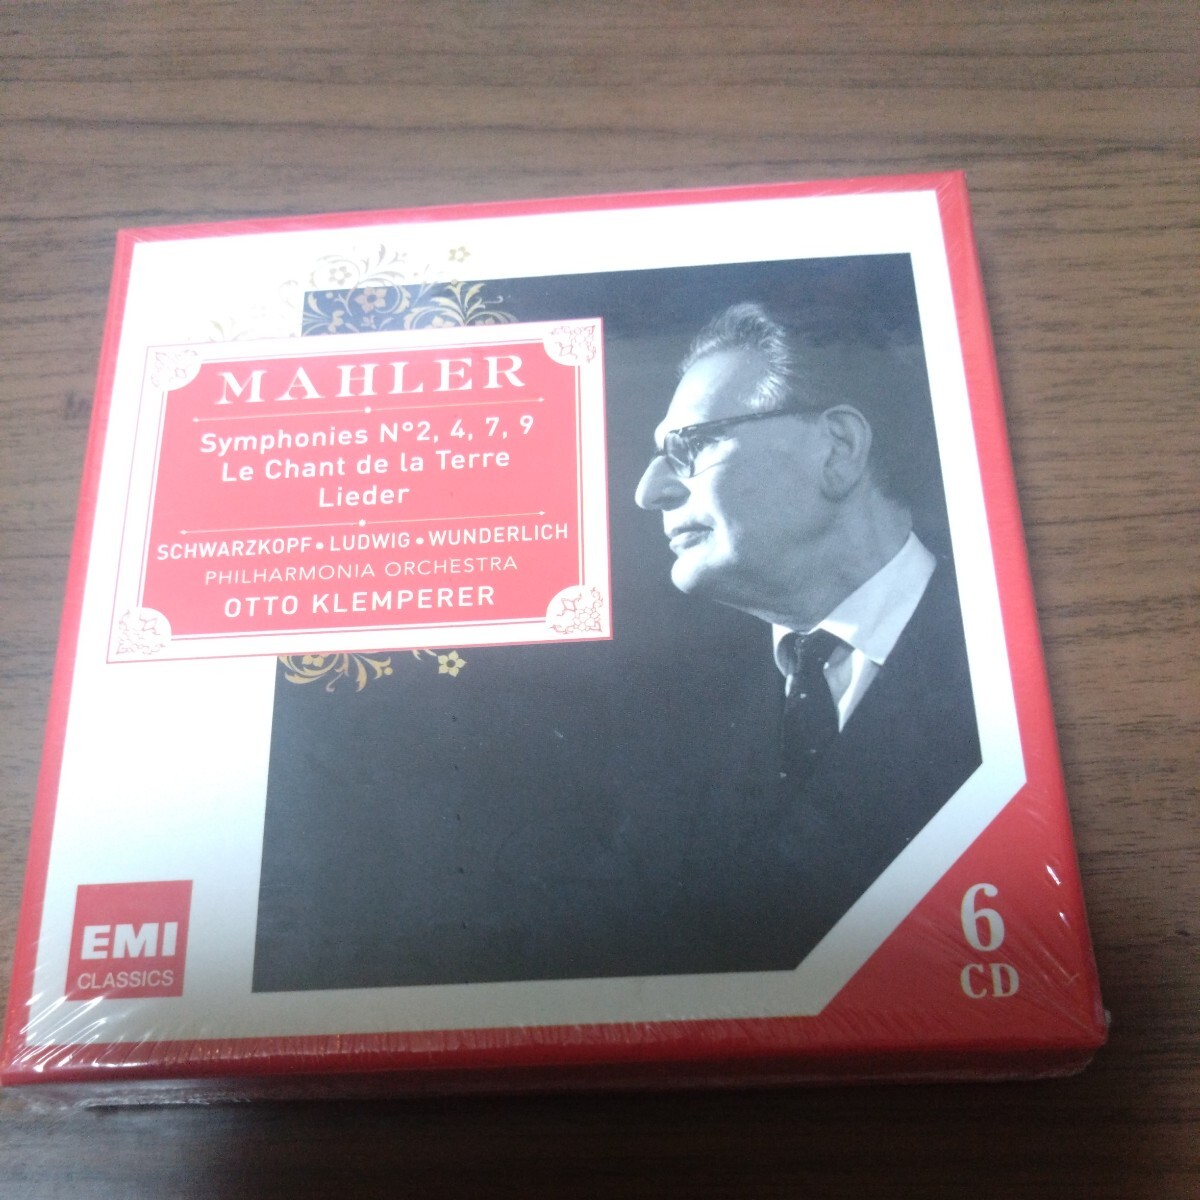 MAHLER
Symphonies N°2, 4, 7, 9
Le Chant de la Terre
Lieder
SCHWARZKOPF • LUDWIG • WUNDERLICH
PHILHARMONIA ORCHESTRA
OTTO KLEMPERER
EMI
CLASSICS
6
CD